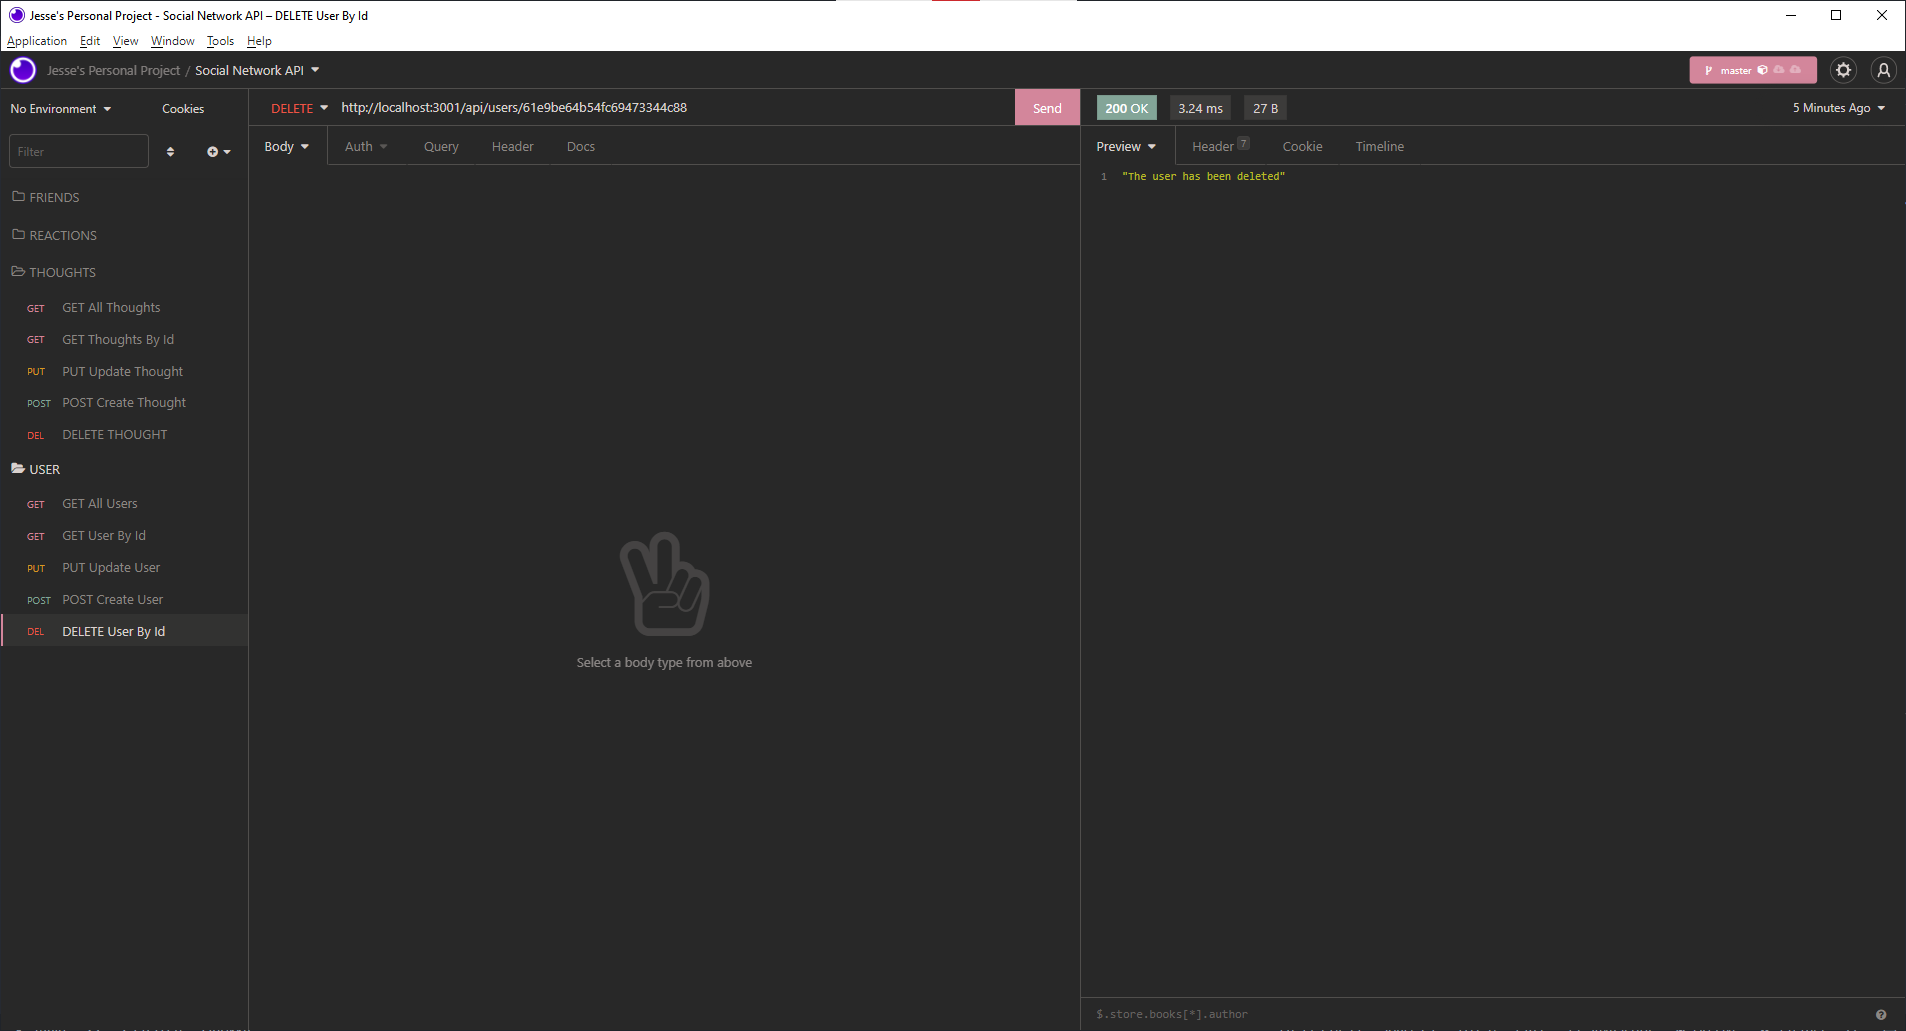 Jesse's Personal Project - Social Network API – DELETE User By Id
Application Edit View Window Tools Help
Jesse's Personal Project / Social Network API
master
No Environment
Cookies
DELETE
http://localhost:3001/api/users/61e9be64b54fc69473344c88
Send
200 OK
3.24 ms
27 B
5 Minutes Ago
Filter
Body
Auth
Query
Header
Docs
Preview
Header 7
Cookie
Timeline
1 "The user has been deleted"
FRIENDS
REACTIONS
THOUGHTS
GET GET All Thoughts
GET GET Thoughts By Id
PUT PUT Update Thought
POST POST Create Thought
DEL DELETE THOUGHT
USER
GET GET All Users
GET GET User By Id
PUT PUT Update User
POST POST Create User
DEL DELETE User By Id
Select a body type from above
$.store.books[*].author